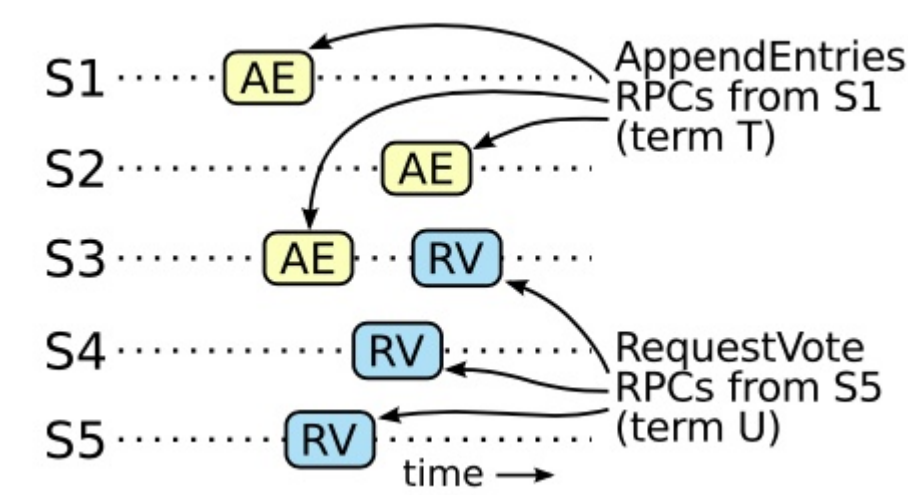 S1 AE
AppendEntries
RPCs from S1
(term T)
S2 AE
S3 AE RV
S4 RV
RequestVote
RPCs from S5
(term U)
S5 RV
time